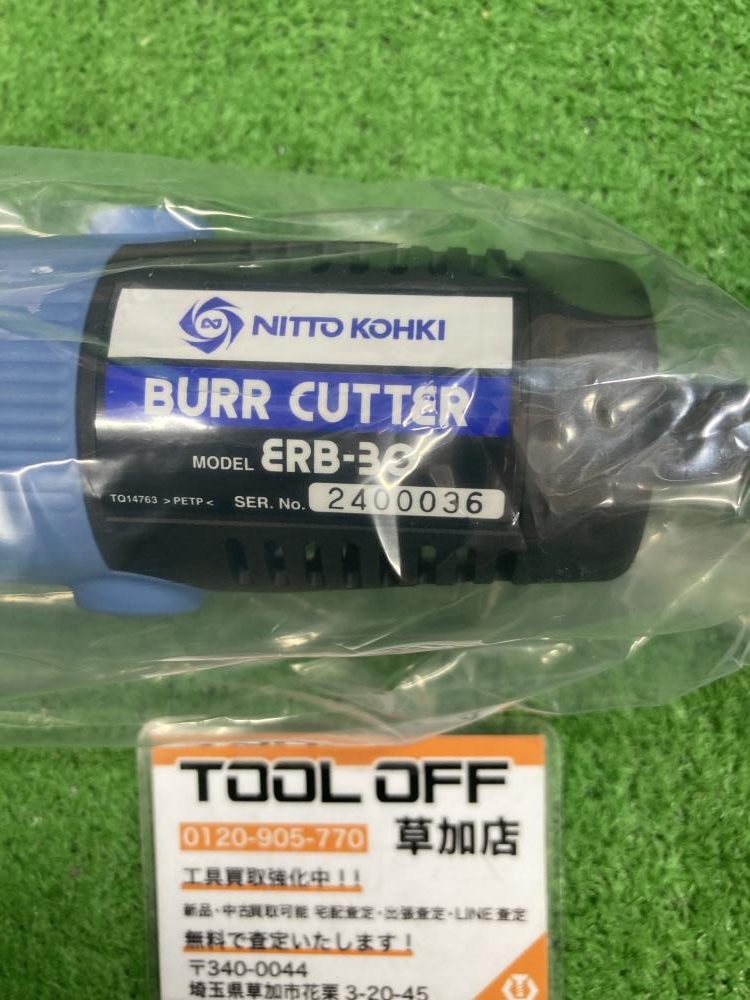 NITTO KOHKI
BURR CUTTER
MODEL
TQ14763 >PETP< SER. No. 2400036
TOOL OFF
0120-905-770 草加店
工具買取強化中!!
新品・中古買取可能 宅配査定・出張査定・LINE査定
無料で査定いたします!
〒340-0044
埼玉県草加市花栗3-20-45